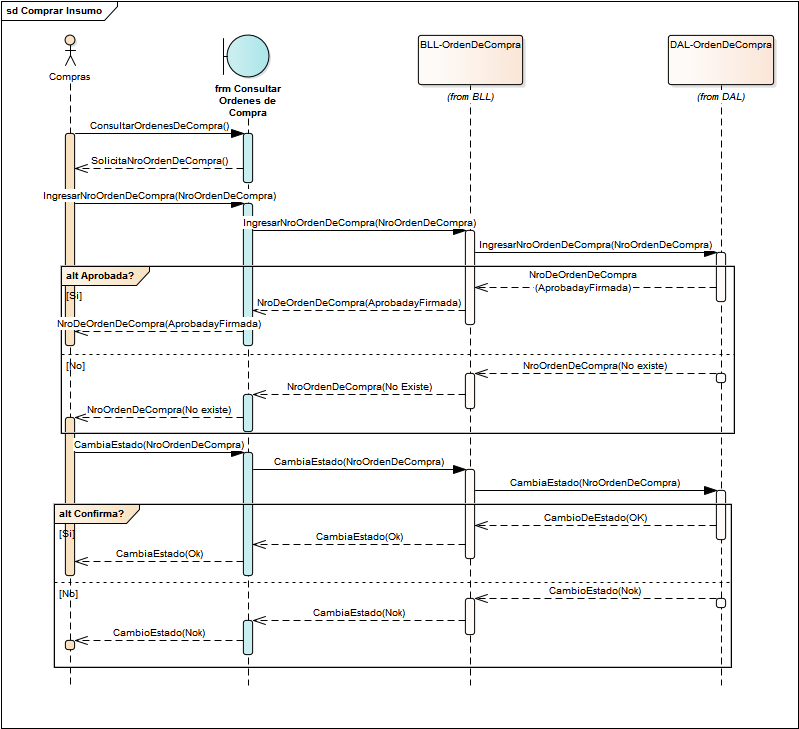 sd Comprar Insumo
Compras
frm Consultar
Ordenes de
Compra
BLL-OrdenDeCompra
(from BLL)
DAL-OrdenDeCompra
(from DAL)
ConsultarOrdenesDeCompra()
SolicitaNroOrdenDeCompra()
IngresarNroOrdenDeCompra(NroOrdenDeCompra)
IngresarNroOrdenDeCompra(NroOrdenDeCompra)
IngresarNroOrdenDeCompra(NroOrdenDeCompra)
alt Aprobada?
[Si]
NroDeOrdenDeCompra
(AprobadayFirmada)
NroDeOrdenDeCompra(AprobadayFirmada)
NroDeOrdenDeCompra(AprobadayFirmada)
[No]
NroOrdenDeCompra(No existe)
NroOrdenDeCompra(No Existe)
NroOrdenDeCompra(No existe)
CambiaEstado(NroOrdenDeCompra)
CambiaEstado(NroOrdenDeCompra)
CambiaEstado(NroOrdenDeCompra)
alt Confirma?
[Si]
CambioDeEstado(OK)
CambiaEstado(Ok)
CambiaEstado(Ok)
[No]
CambioEstado(Nok)
CambiaEstado(Nok)
CambioEstado(Nok)